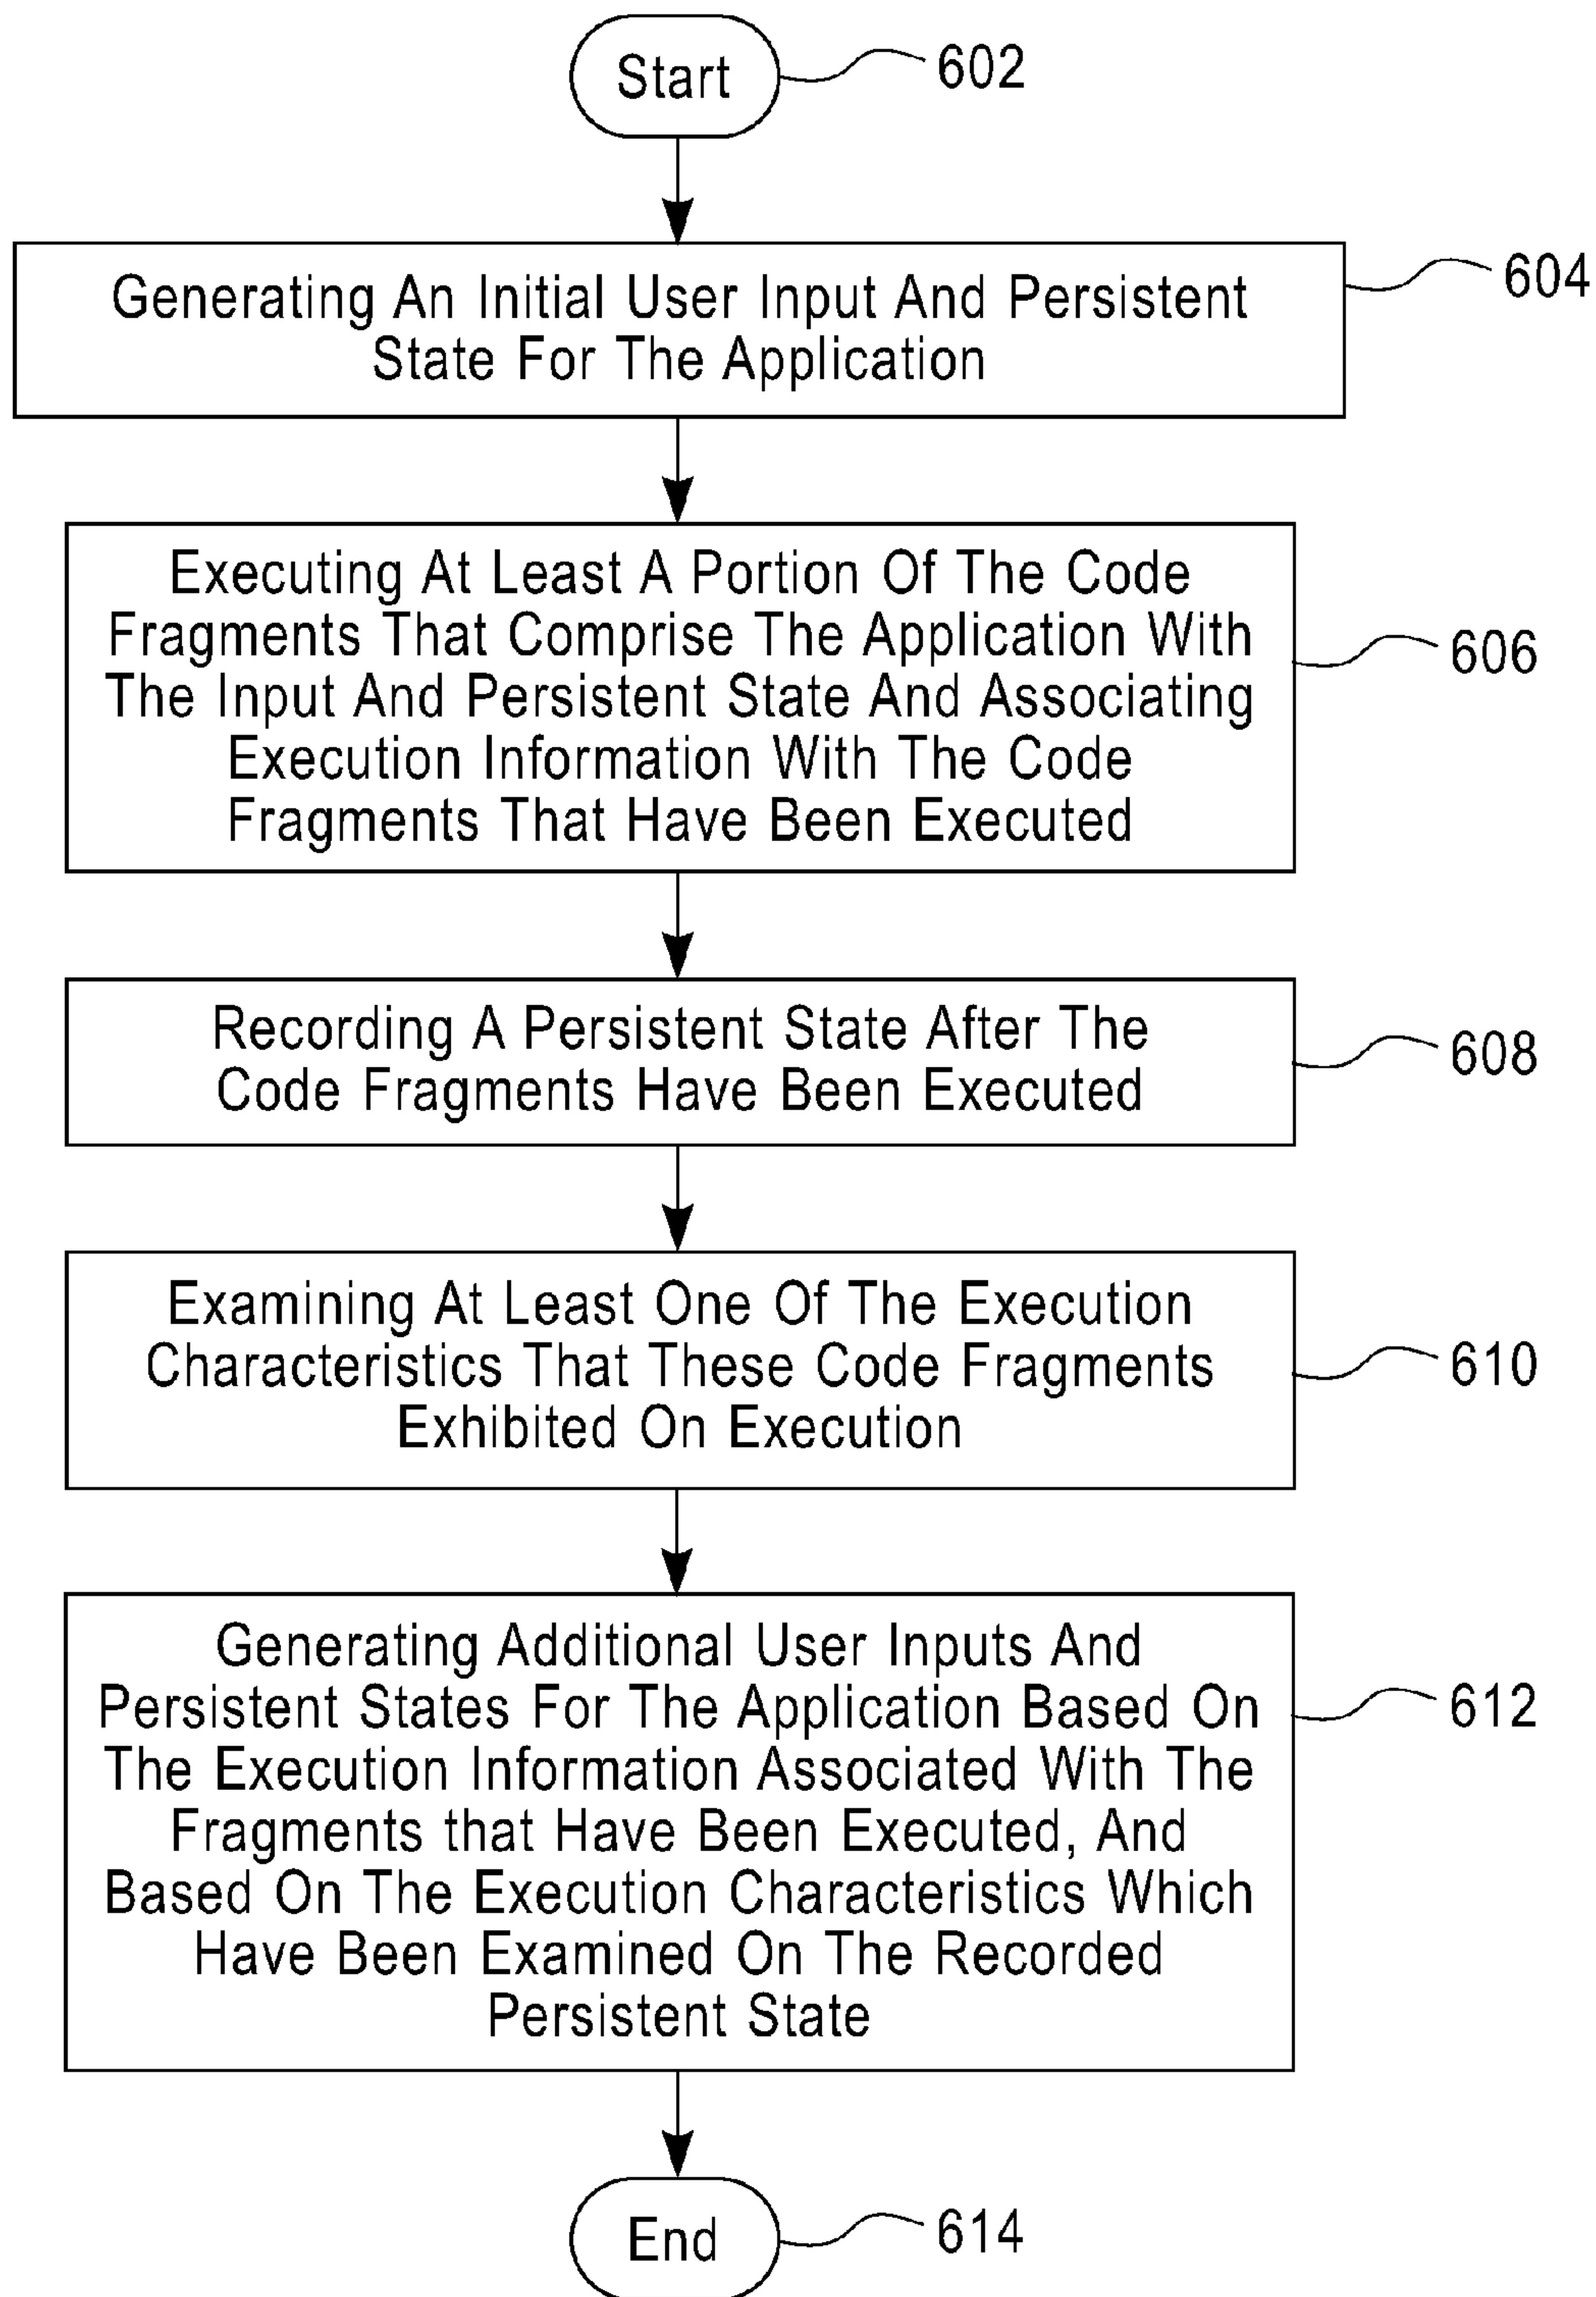 Start
602
Generating An Initial User Input And Persistent
State For The Application
604
Executing At Least A Portion Of The Code
Fragments That Comprise The Application With
The Input And Persistent State And Associating
Execution Information With The Code
Fragments That Have Been Executed
606
Recording A Persistent State After The
Code Fragments Have Been Executed
608
Examining At Least One Of The Execution
Characteristics That These Code Fragments
Exhibited On Execution
610
Generating Additional User Inputs And
Persistent States For The Application Based On
The Execution Information Associated With The
Fragments that Have Been Executed, And
Based On The Execution Characteristics Which
Have Been Examined On The Recorded
Persistent State
612
End
614